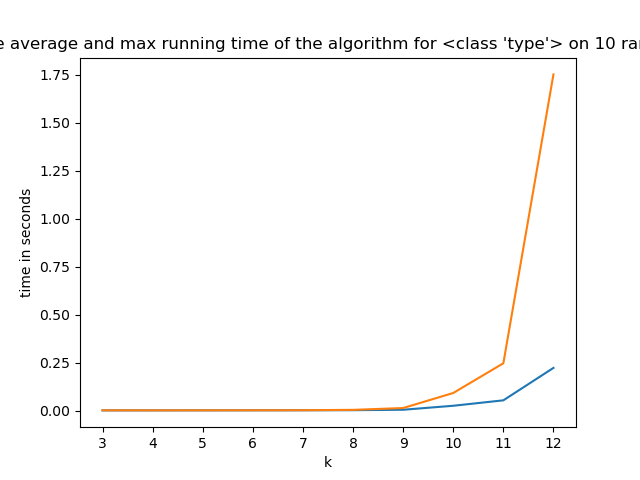 e average and max running time of the algorithm for <class 'type'> on 10 rar
1.75
1.50
1.25
1.00
0.75
0.50
0.25
0.00
time in seconds
3 4 5 6 7 8 9 10 11 12
k